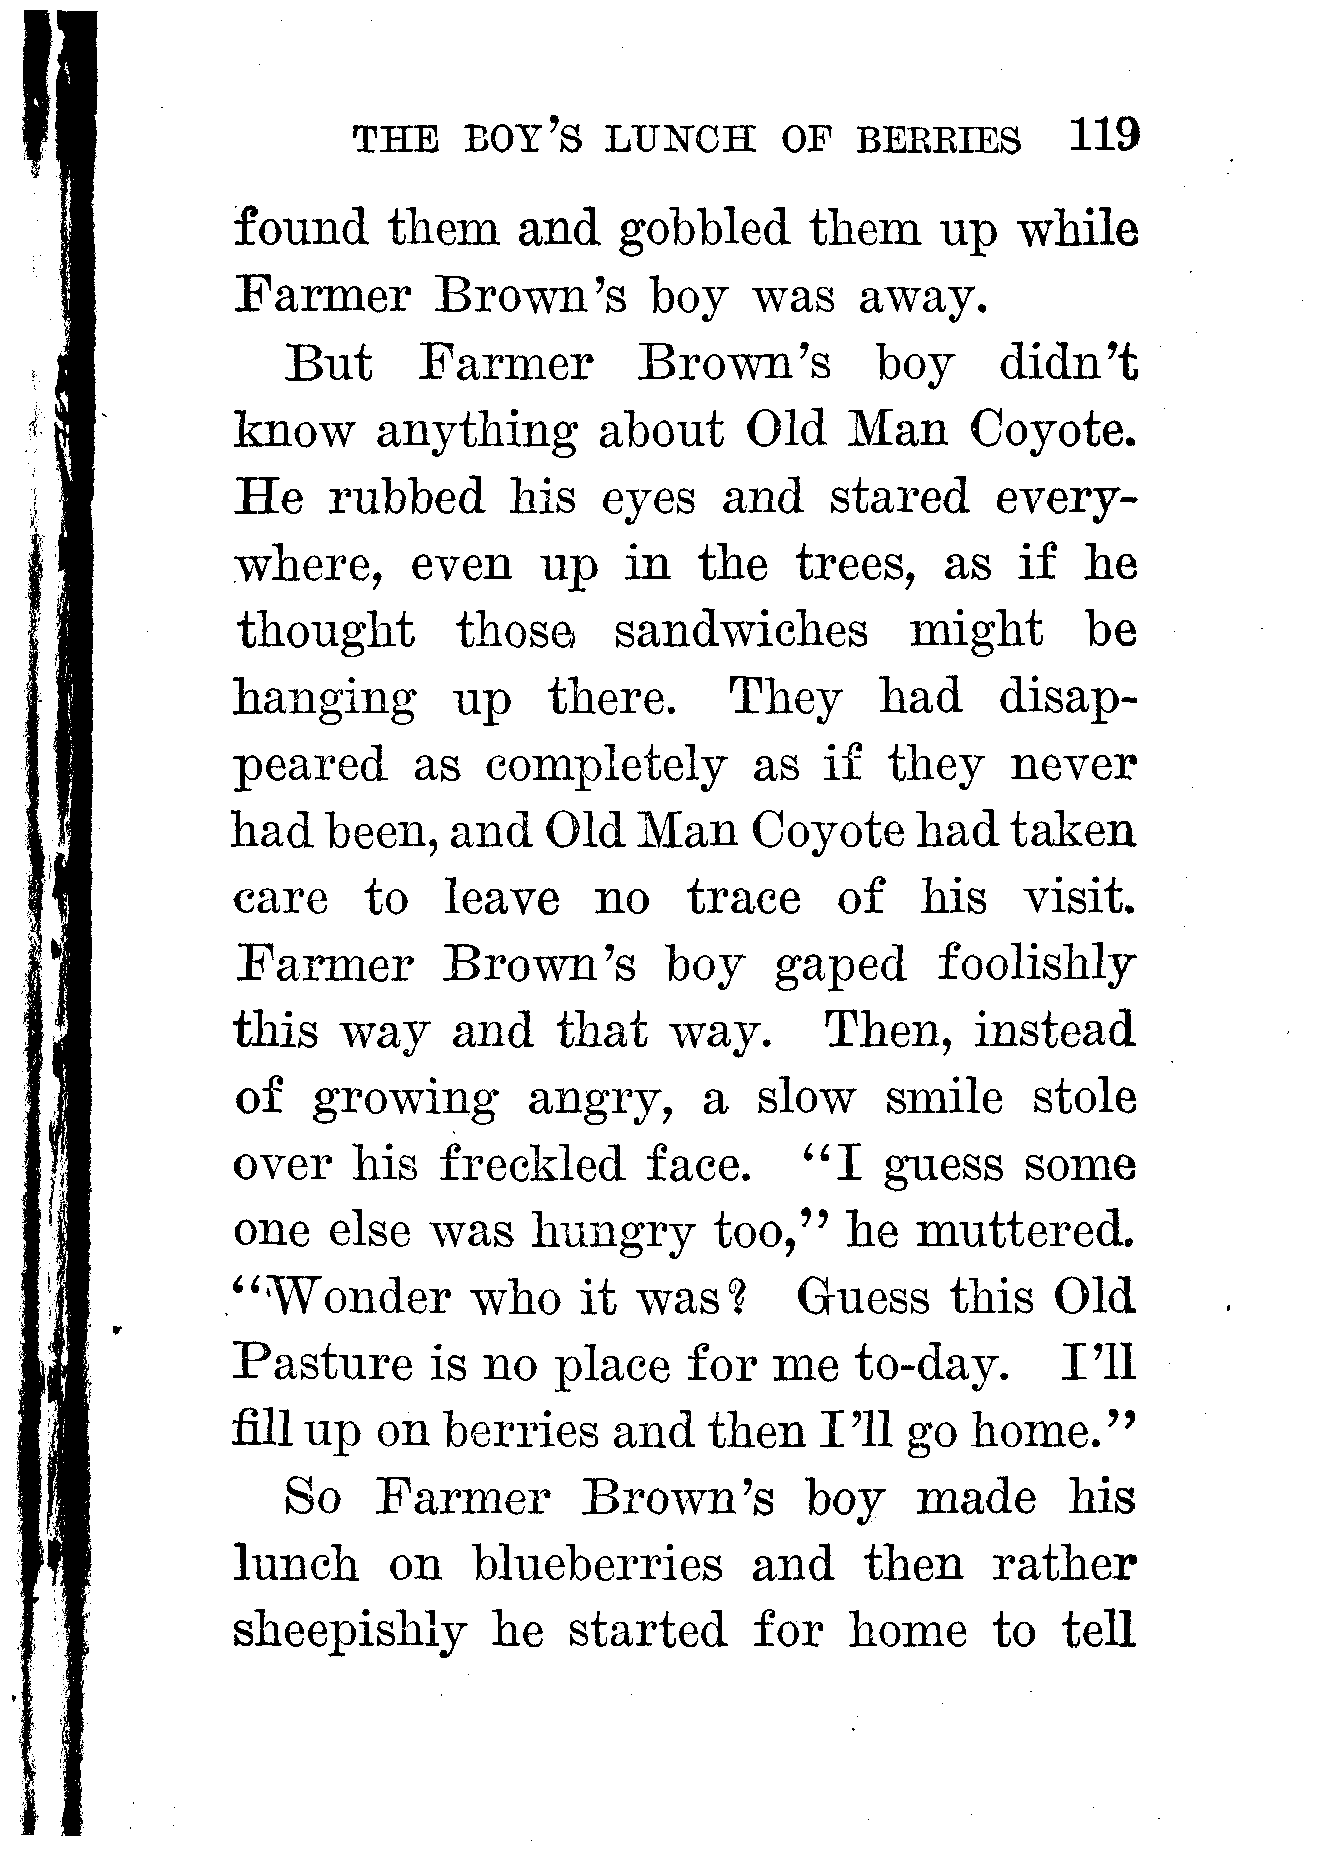 THE BOY'S LUNCH OF BERRIES 119
found them and gobbled them up while
Farmer Brown's boy was away.
But Farmer Brown's boy didn't
know anything about Old Man Coyote.
He rubbed his eyes and stared every-
where, even up in the trees, as if he
thought those sandwiches might be
hanging up there. They had disap-
peared as completely as if they never
had been, and Old Man Coyote had taken
care to leave no trace of his visit.
Farmer Brown's boy gaped foolishly
this way and that way. Then, instead
of growing angry, a slow smile stole
over his freckled face. "I guess some
one else was hungry too," he muttered.
"Wonder who it was? Guess this Old
Pasture is no place for me to-day. I'll
fill up on berries and then I'll go home."
So Farmer Brown's boy made his
lunch on blueberries and then rather
sheepishly he started for home to tell